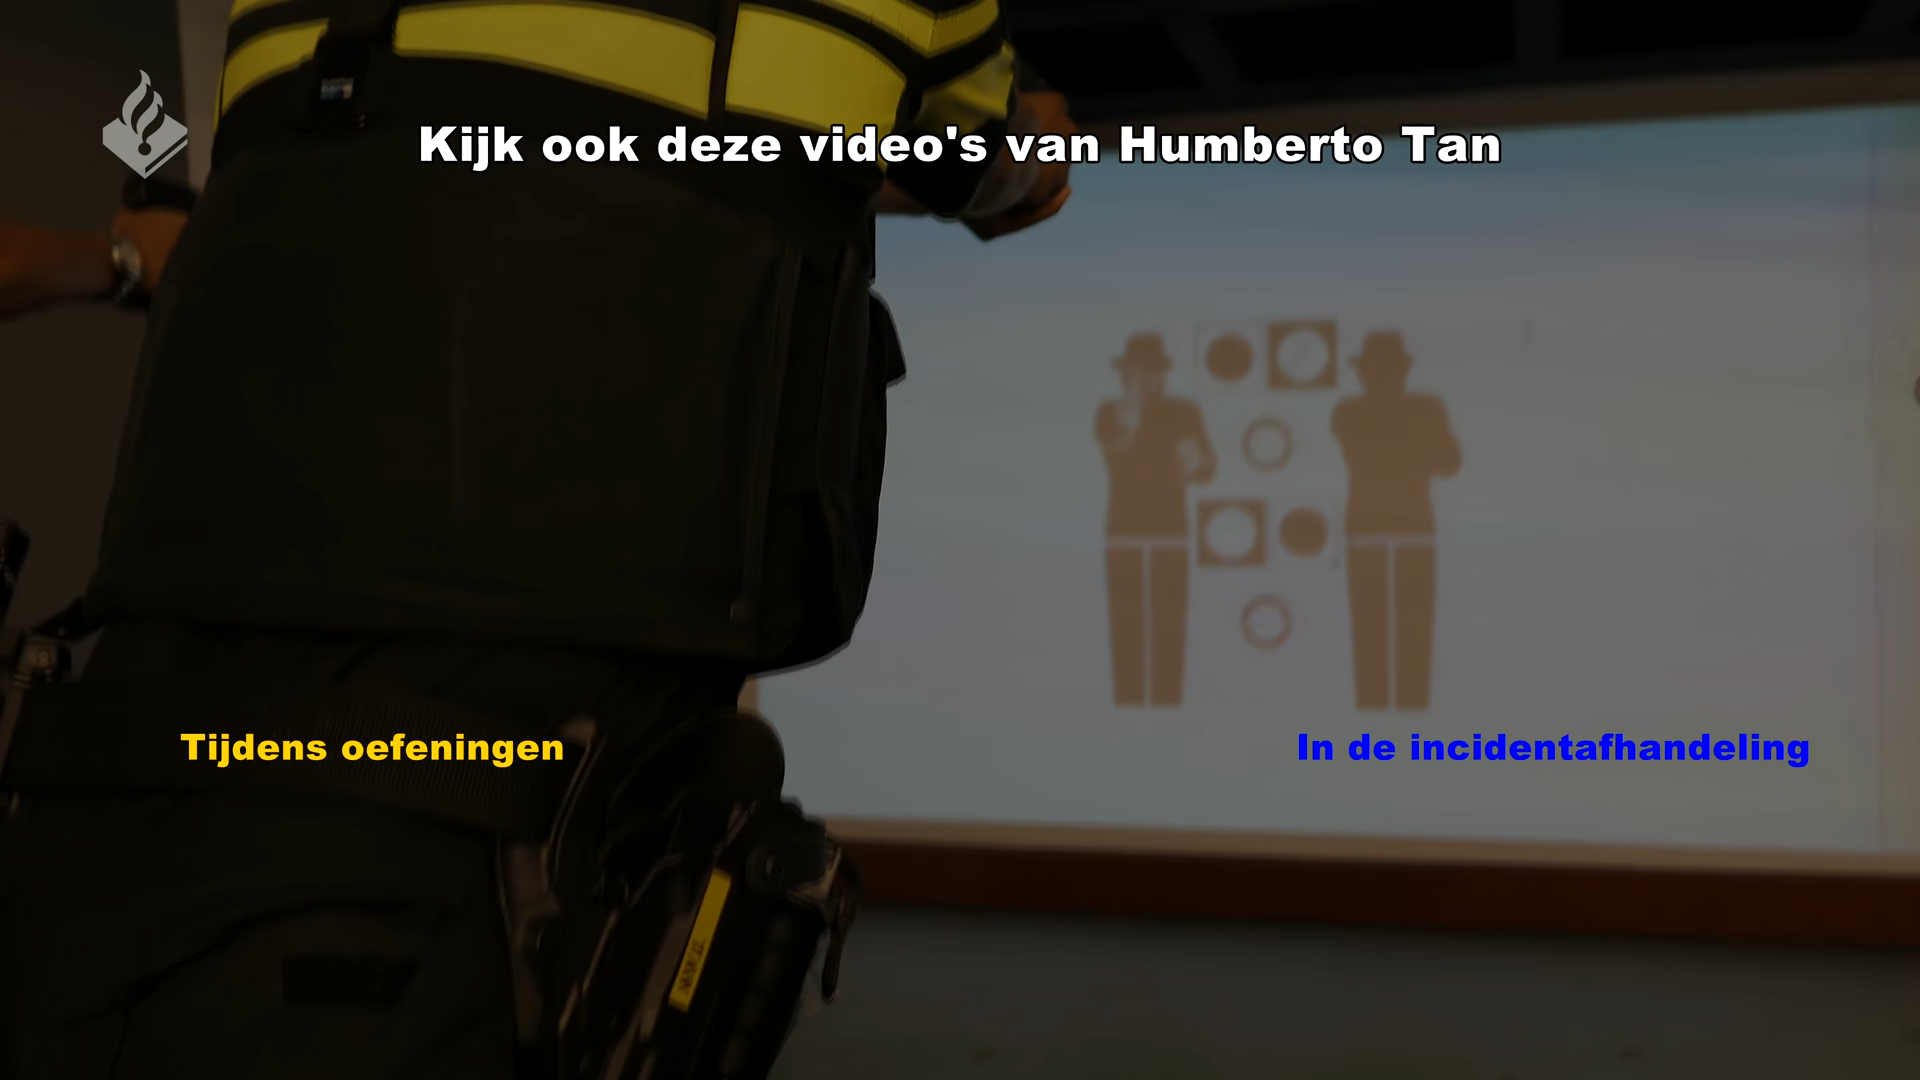 Kijk ook deze video's van Humberto Tan
Tijdens oefeningen
In de incidentafhandeling